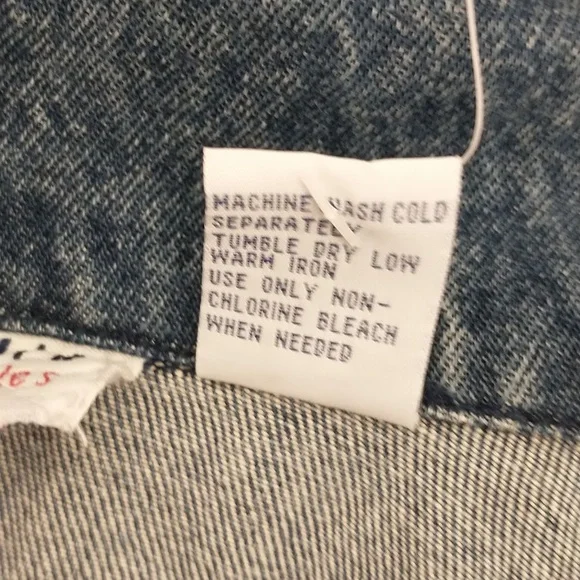 MACHINE WASH COLD
SEPARATELY
TUMBLE DRY LOW
WARM IRON
USE ONLY NON-
CHLORINE BLEACH
WHEN NEEDED